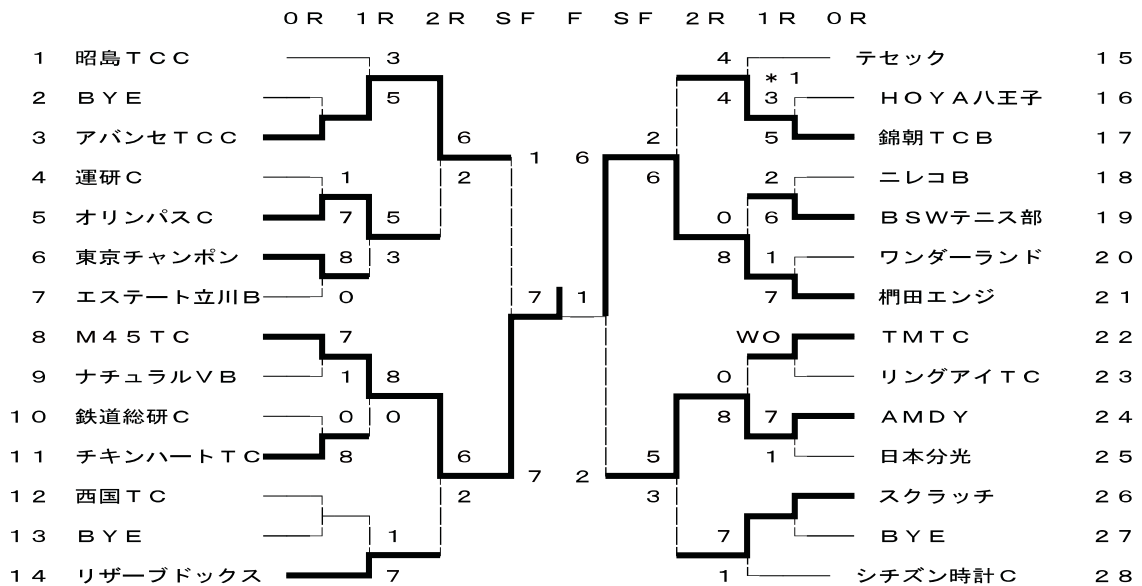 ０Ｒ １Ｒ ２Ｒ ＳＦ Ｆ ＳＦ ２Ｒ １Ｒ ０Ｒ
１ 昭島ＴＣＣ ３ ４ テセック １５
＊ １
２ ＢＹＥ ５ ４ ３ ＨＯＹＡ八王子 １６
３ アバンセＴＣＣ ６ ２ ５ 錦朝ＴＣＢ １７
１ ６
４ 運研Ｃ １ ２ ６ ２ ニレコＢ １８
５ オリンパスＣ ７ ５ ０ ６ ＢＳＷテニス部 １９
６ 東京チャンポン ８ ３ ８ １ ワンダーランド ２０
７ エステート立川Ｂ ０ ７ １ ７ 椚田エンジ ２１
８ Ｍ４５ＴＣ ７ ＷＯ ＴＭＴＣ ２２
９ ナチュラルＶＢ １ ８ ０ リングアイＴＣ ２３
１０ 鉄道総研Ｃ ０ ０ ８ ７ ＡＭＤＹ ２４
１１ チキンハートＴＣ ８ ６ ５ １ 日本分光 ２５
７ ２
１２ 西国ＴＣ ２ ３ スクラッチ ２６
１３ ＢＹＥ １ ７ ＢＹＥ ２７
１４ リザーブドックス ７ １ シチズン時計Ｃ ２８